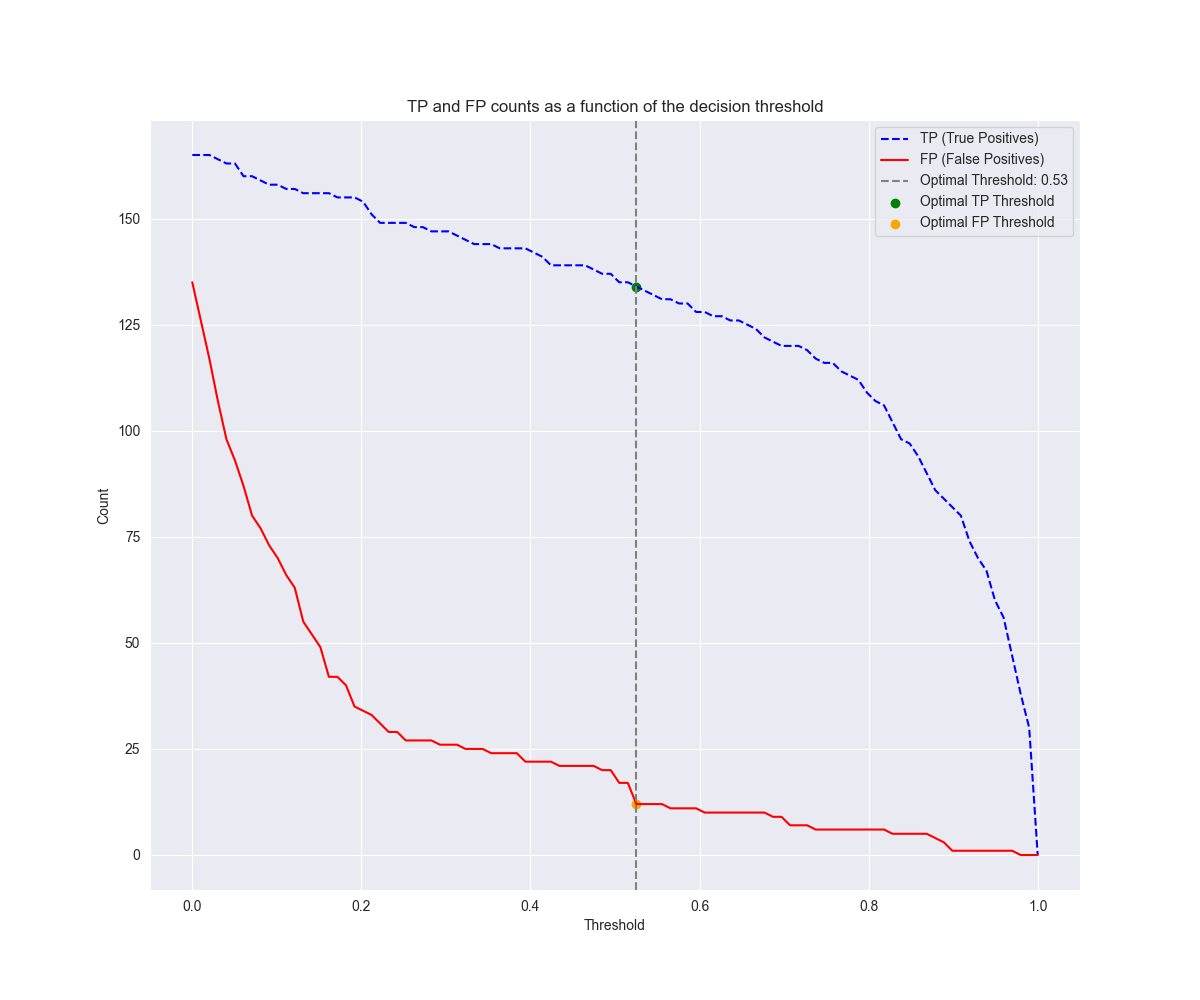 TP and FP counts as a function of the decision threshold
TP (True Positives)
FP (False Positives)
Optimal Threshold: 0.53
Optimal TP Threshold
Optimal FP Threshold
150
125
100
75
50
25
0
Count
0.0 0.2 0.4 0.6 0.8 1.0
Threshold